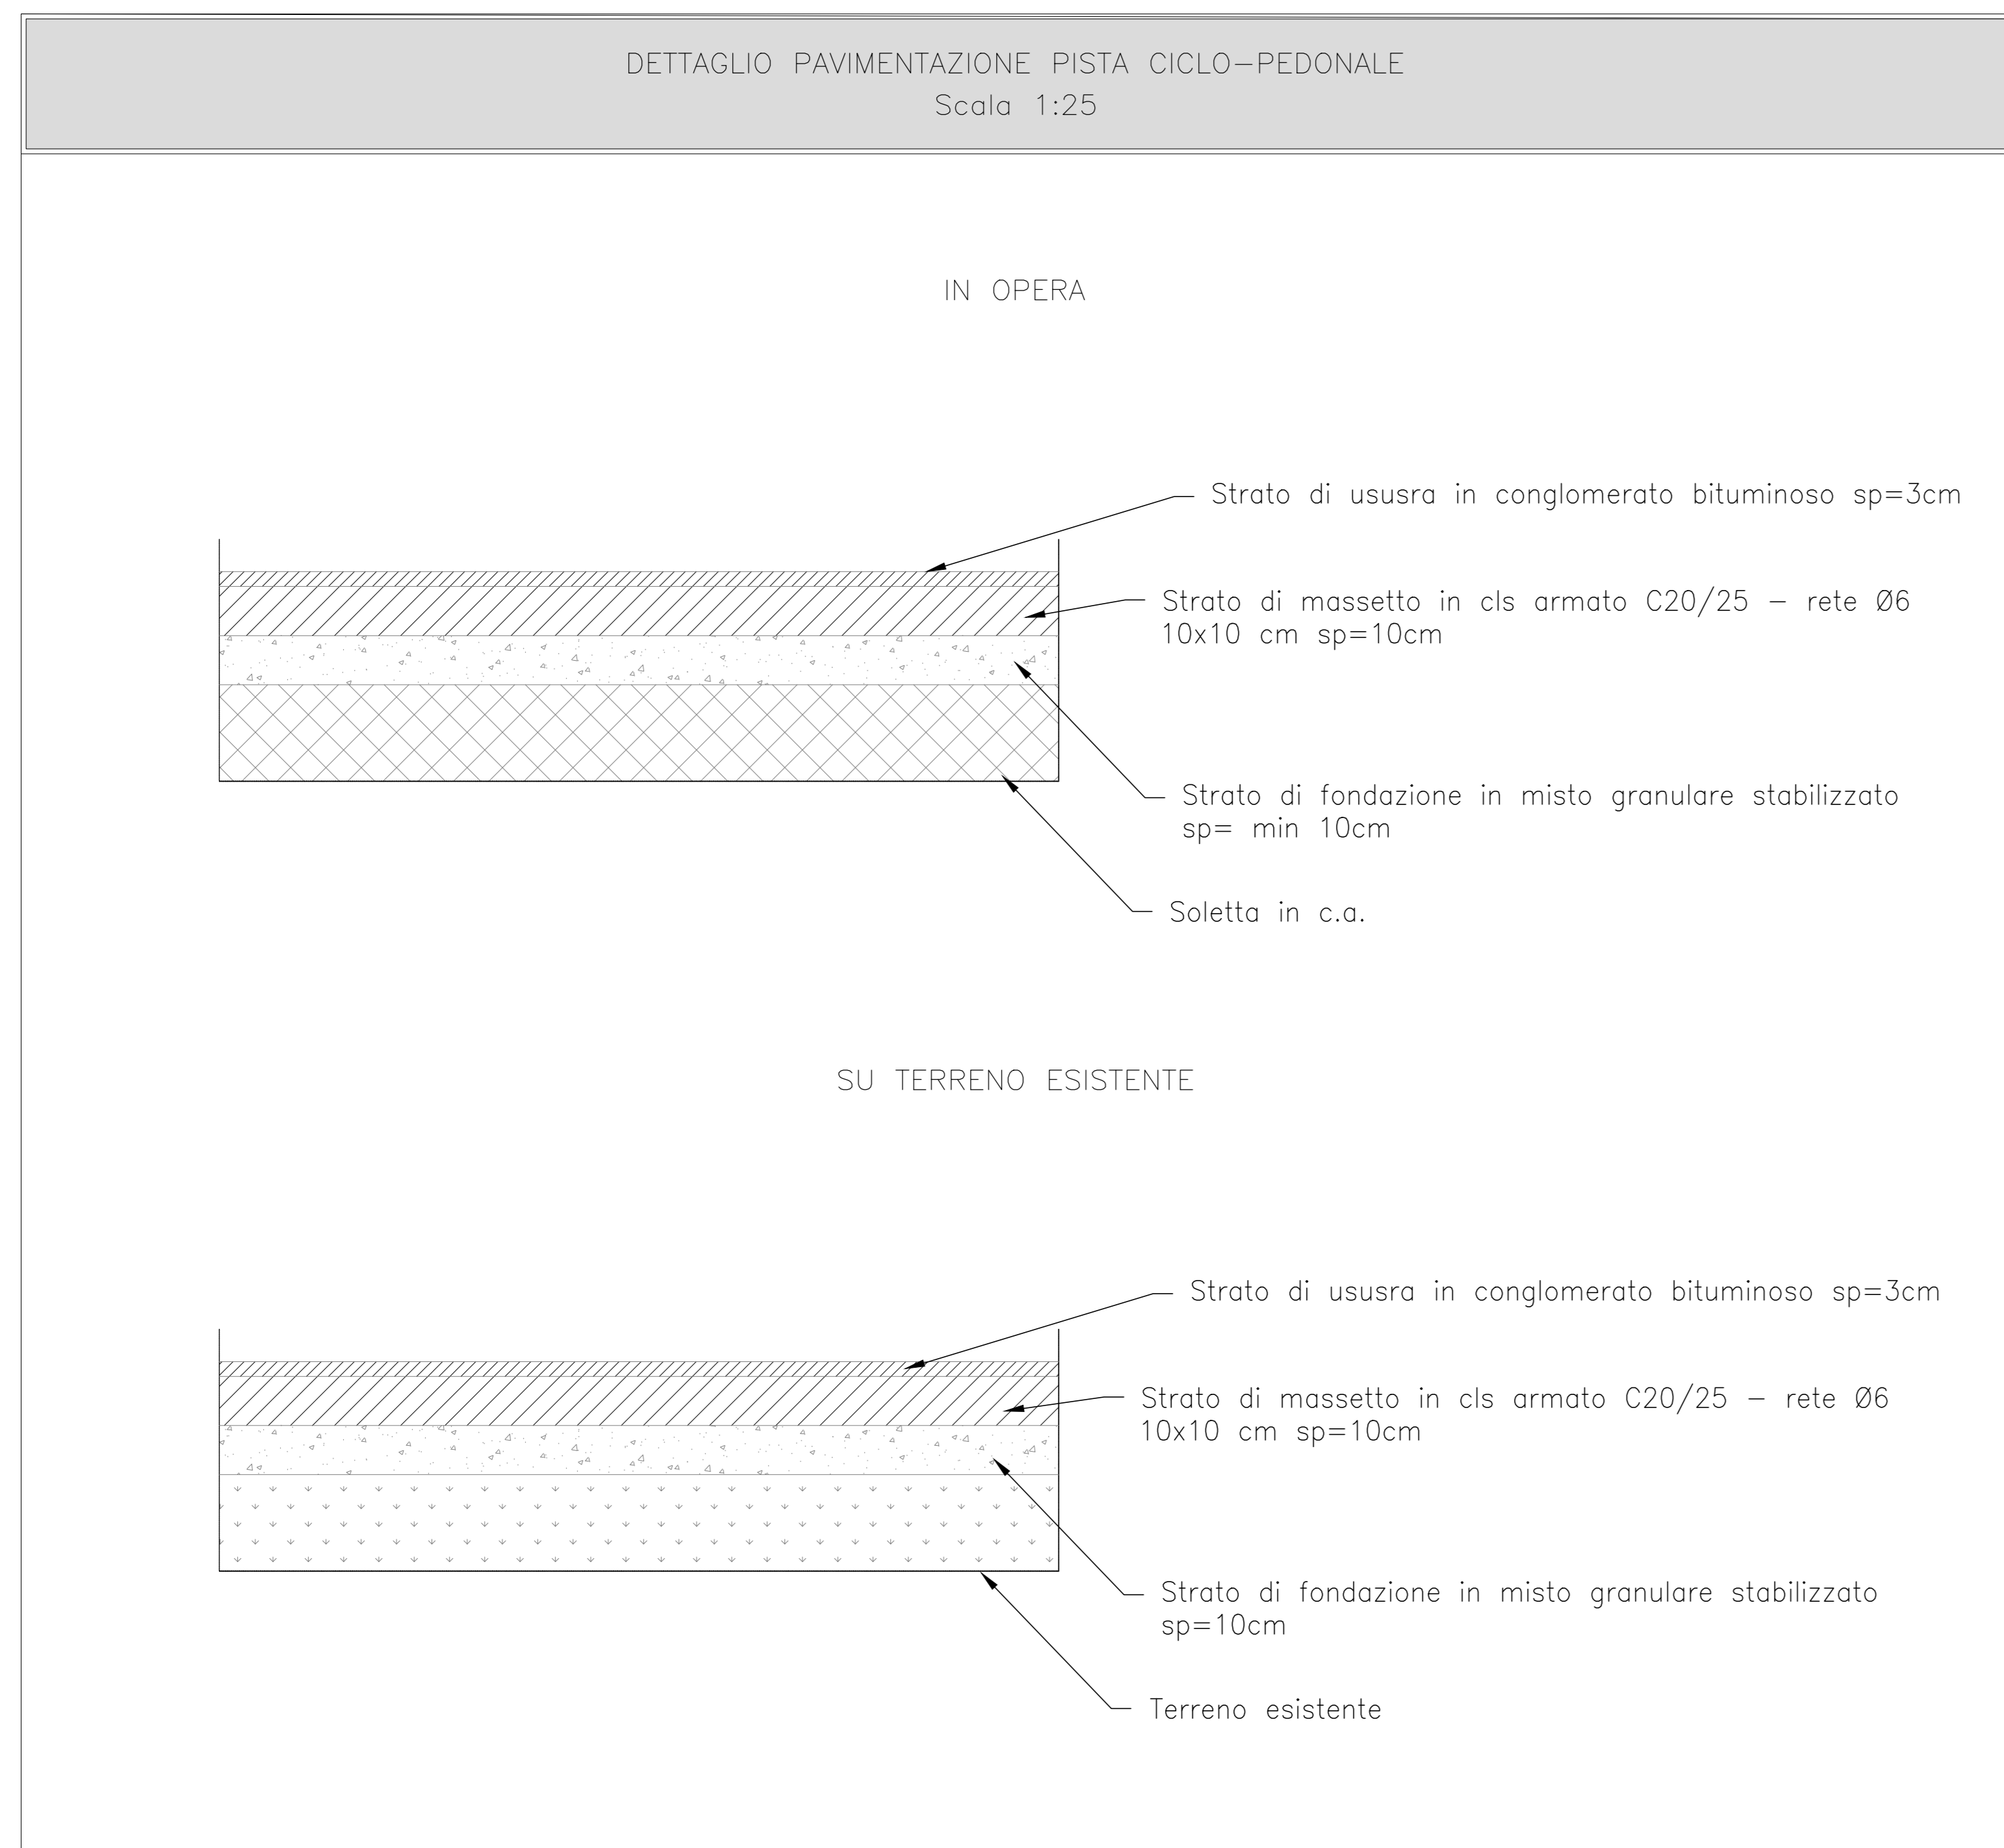 DETTAGLIO PAVIMENTAZIONE PISTA CICLO-PEDONALE
Scala 1:25
IN OPERA
Strato di ususra in conglomerato bituminoso sp=3cm
Strato di massetto in cls armato C20/25 - rete Ø6
10x10 cm sp=10cm
Strato di fondazione in misto granulare stabilizzato
sp= min 10cm
Soletta in c.a.
SU TERRENO ESISTENTE
Strato di ususra in conglomerato bituminoso sp=3cm
Strato di massetto in cls armato C20/25 - rete Ø6
10x10 cm sp=10cm
Strato di fondazione in misto granulare stabilizzato
sp=10cm
Terreno esistente